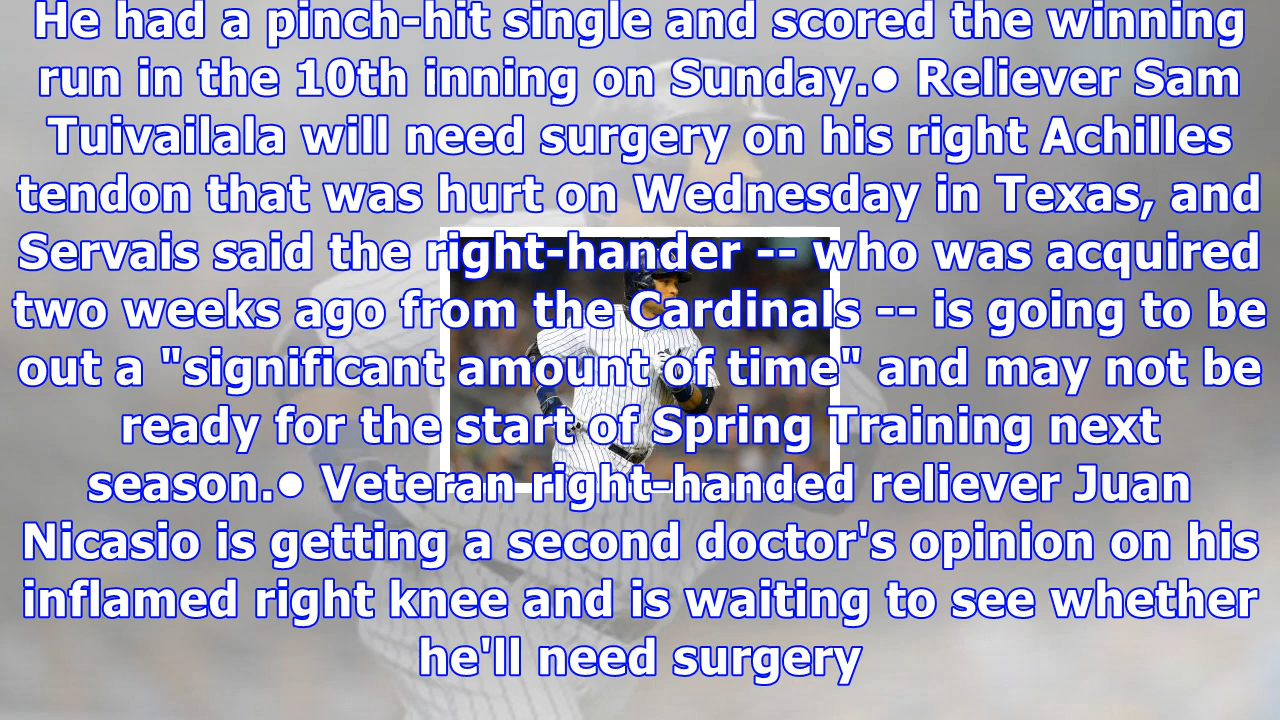 He had a pinch-hit single and scored the winning
run in the 10th inning on Sunday.● Reliever Sam
Tuivailala will need surgery on his right Achilles
tendon that was hurt on Wednesday in Texas, and
Servais said the right-hander -- who was acquired
two weeks ago from the Cardinals -- is going to be
out a "significant amount of time" and may not be
ready for the start of Spring Training next
season.● Veteran right-handed reliever Juan
Nicasio is getting a second doctor's opinion on his
inflamed right knee and is waiting to see whether
he'll need surgery